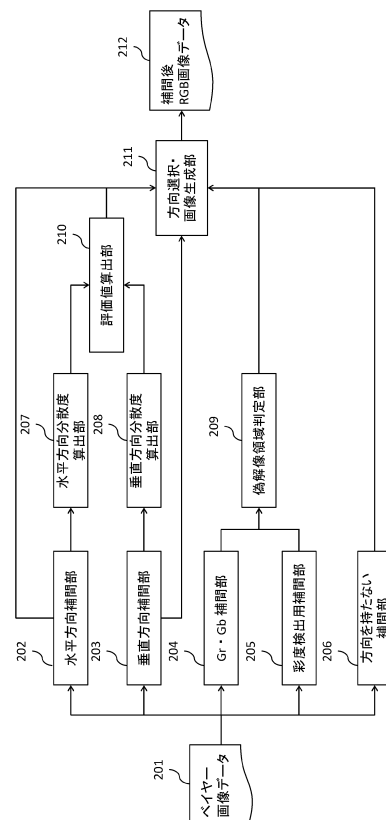 201
ベイヤー
画像データ
202
水平方向補間部
203
垂直方向補間部
204
Gr・Gb 補間部
205
彩度検出用補間部
206
方向を持たない
補間部
207
水平方向分散度
算出部
208
垂直方向分散度
算出部
209
偽解像領域判定部
210
評価値算出部
211
方向選択・
画像生成部
212
補間後
RGB画像データ